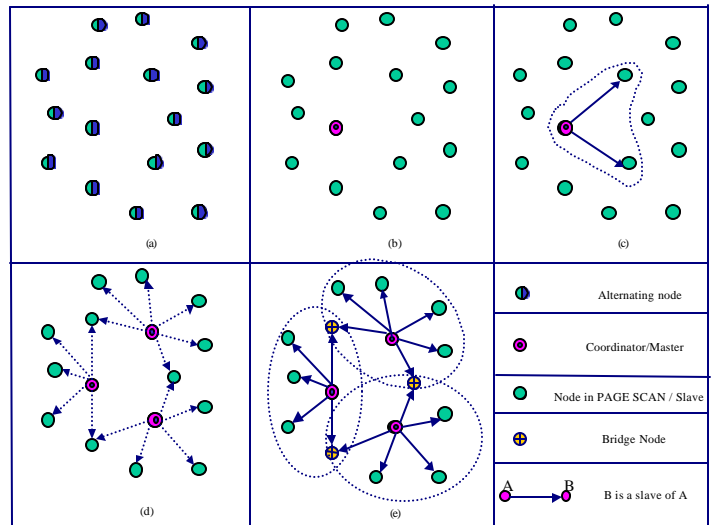 (a)
(b)
(c)
(d)
(e)
Alternating node
Coordinator/Master
Node in PAGE SCAN / Slave
Bridge Node
A B
B is a slave of A